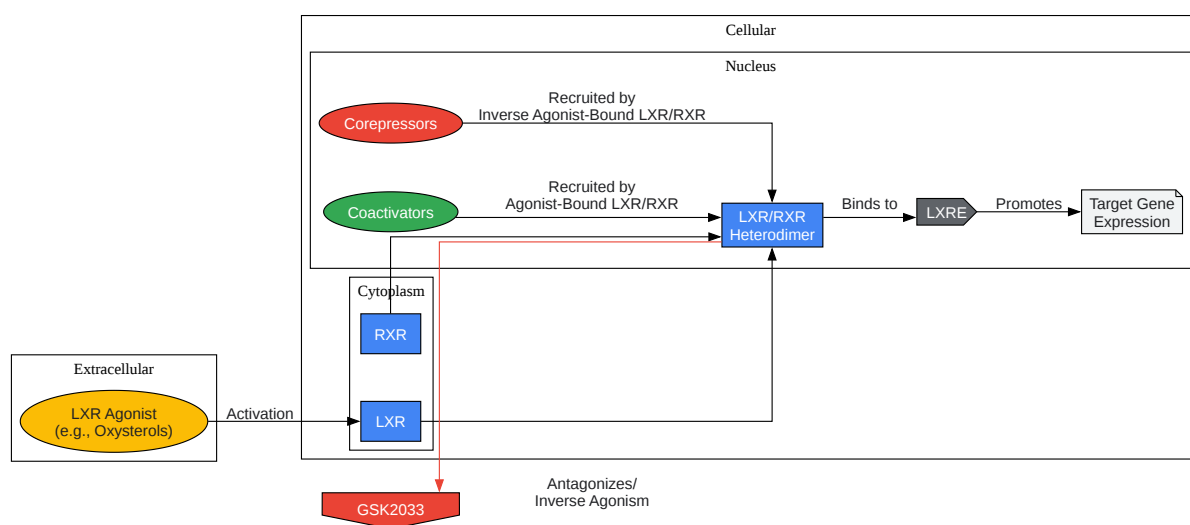 Cellular
Nucleus
Recruited by
Inverse Agonist-Bound LXR/RXR
Corepressors
Recruited by
Agonist-Bound LXR/RXR
Coactivators
LXR/RXR
Heterodimer
Binds to
LXRE
Promotes
Target Gene
Expression
Cytoplasm
RXR
Extracellular
LXR Agonist
(e.g., Oxysterols)
Activation
LXR
Antagonizes/
Inverse Agonism
GSK2033